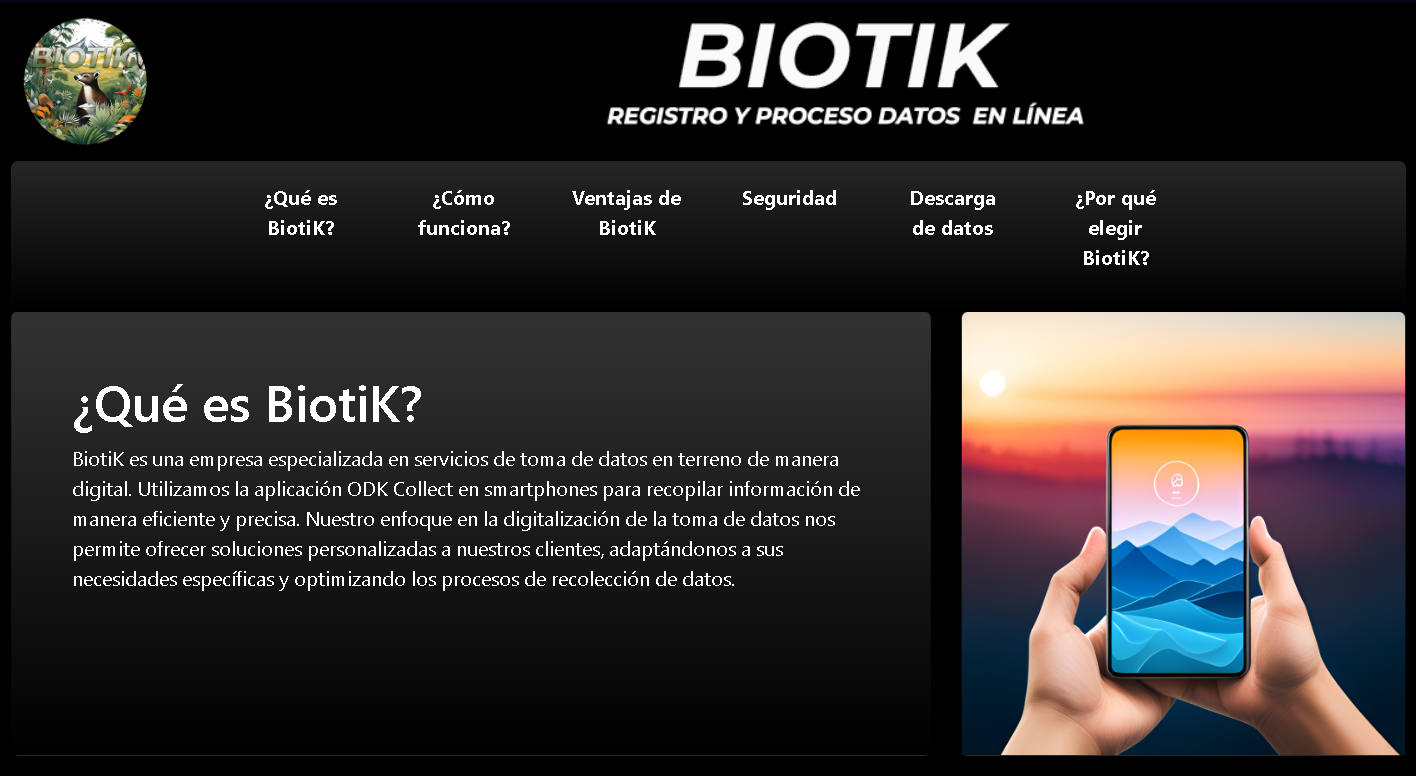 BIOTIK
BIOTIK
REGISTRO Y PROCESO DATOS EN LÍNEA
¿Qué es
BiotiK?
¿Cómo
funciona?
Ventajas de
BiotiK
Seguridad
Descarga
de datos
¿Por qué
elegir
BiotiK?
¿Qué es BiotiK?
BiotiK es una empresa especializada en servicios de toma de datos en terreno de manera
digital. Utilizamos la aplicación ODK Collect en smartphones para recopilar información de
manera eficiente y precisa. Nuestro enfoque en la digitalización de la toma de datos nos
permite ofrecer soluciones personalizadas a nuestros clientes, adaptándonos a sus
necesidades específicas y optimizando los procesos de recolección de datos.